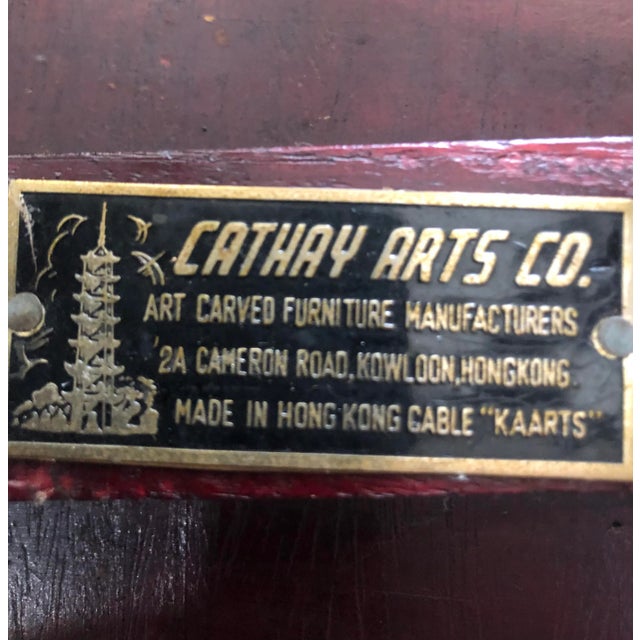 CATHAY ARTS CO.
ART CARVED FURNITURE MANUFACTURERS
2A CAMERON ROAD, KOWLOON, HONGKONG.
MADE IN HONG KONG CABLE "KAARTS"